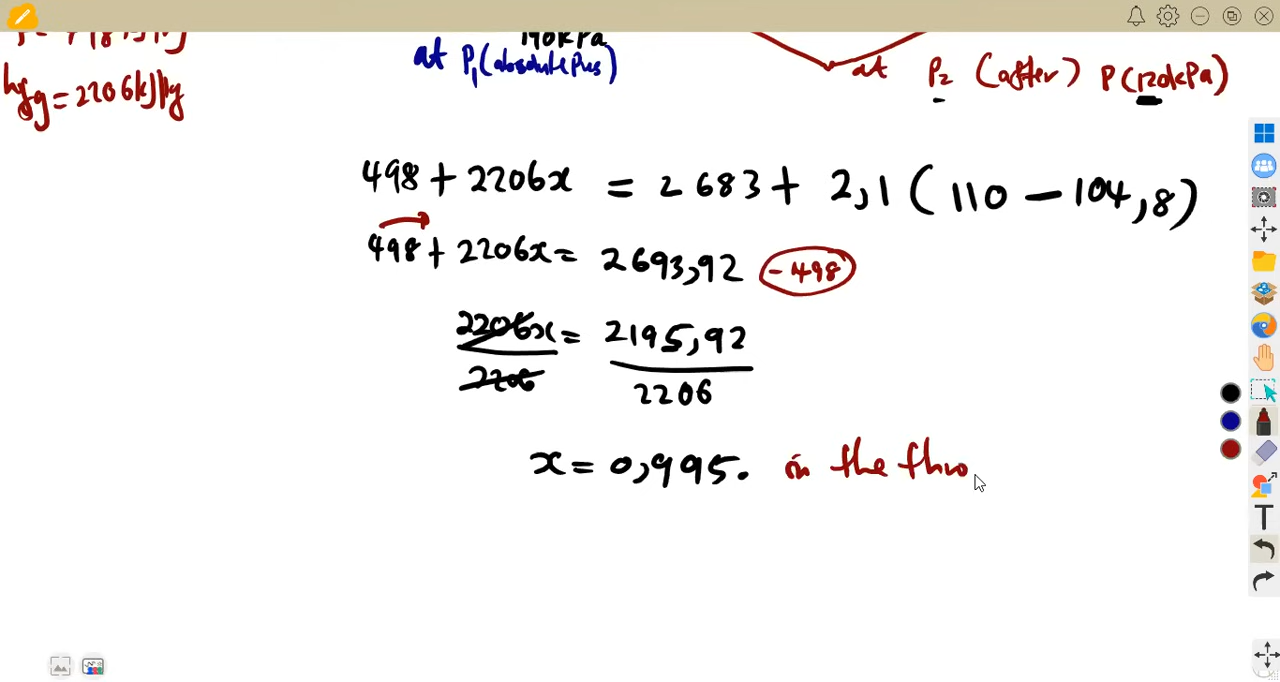 140kPa
at P₁(absolute Pres)
at P₂ (after) P(120kPa)
hfg = 2206kJ/kg
498 + 2206x = 2683 + 2,1 (110 - 104,8)
498 + 2206x = 2693,92 - 498
2206x = 2195,92
2206 2206
x = 0,995. in the thro
T